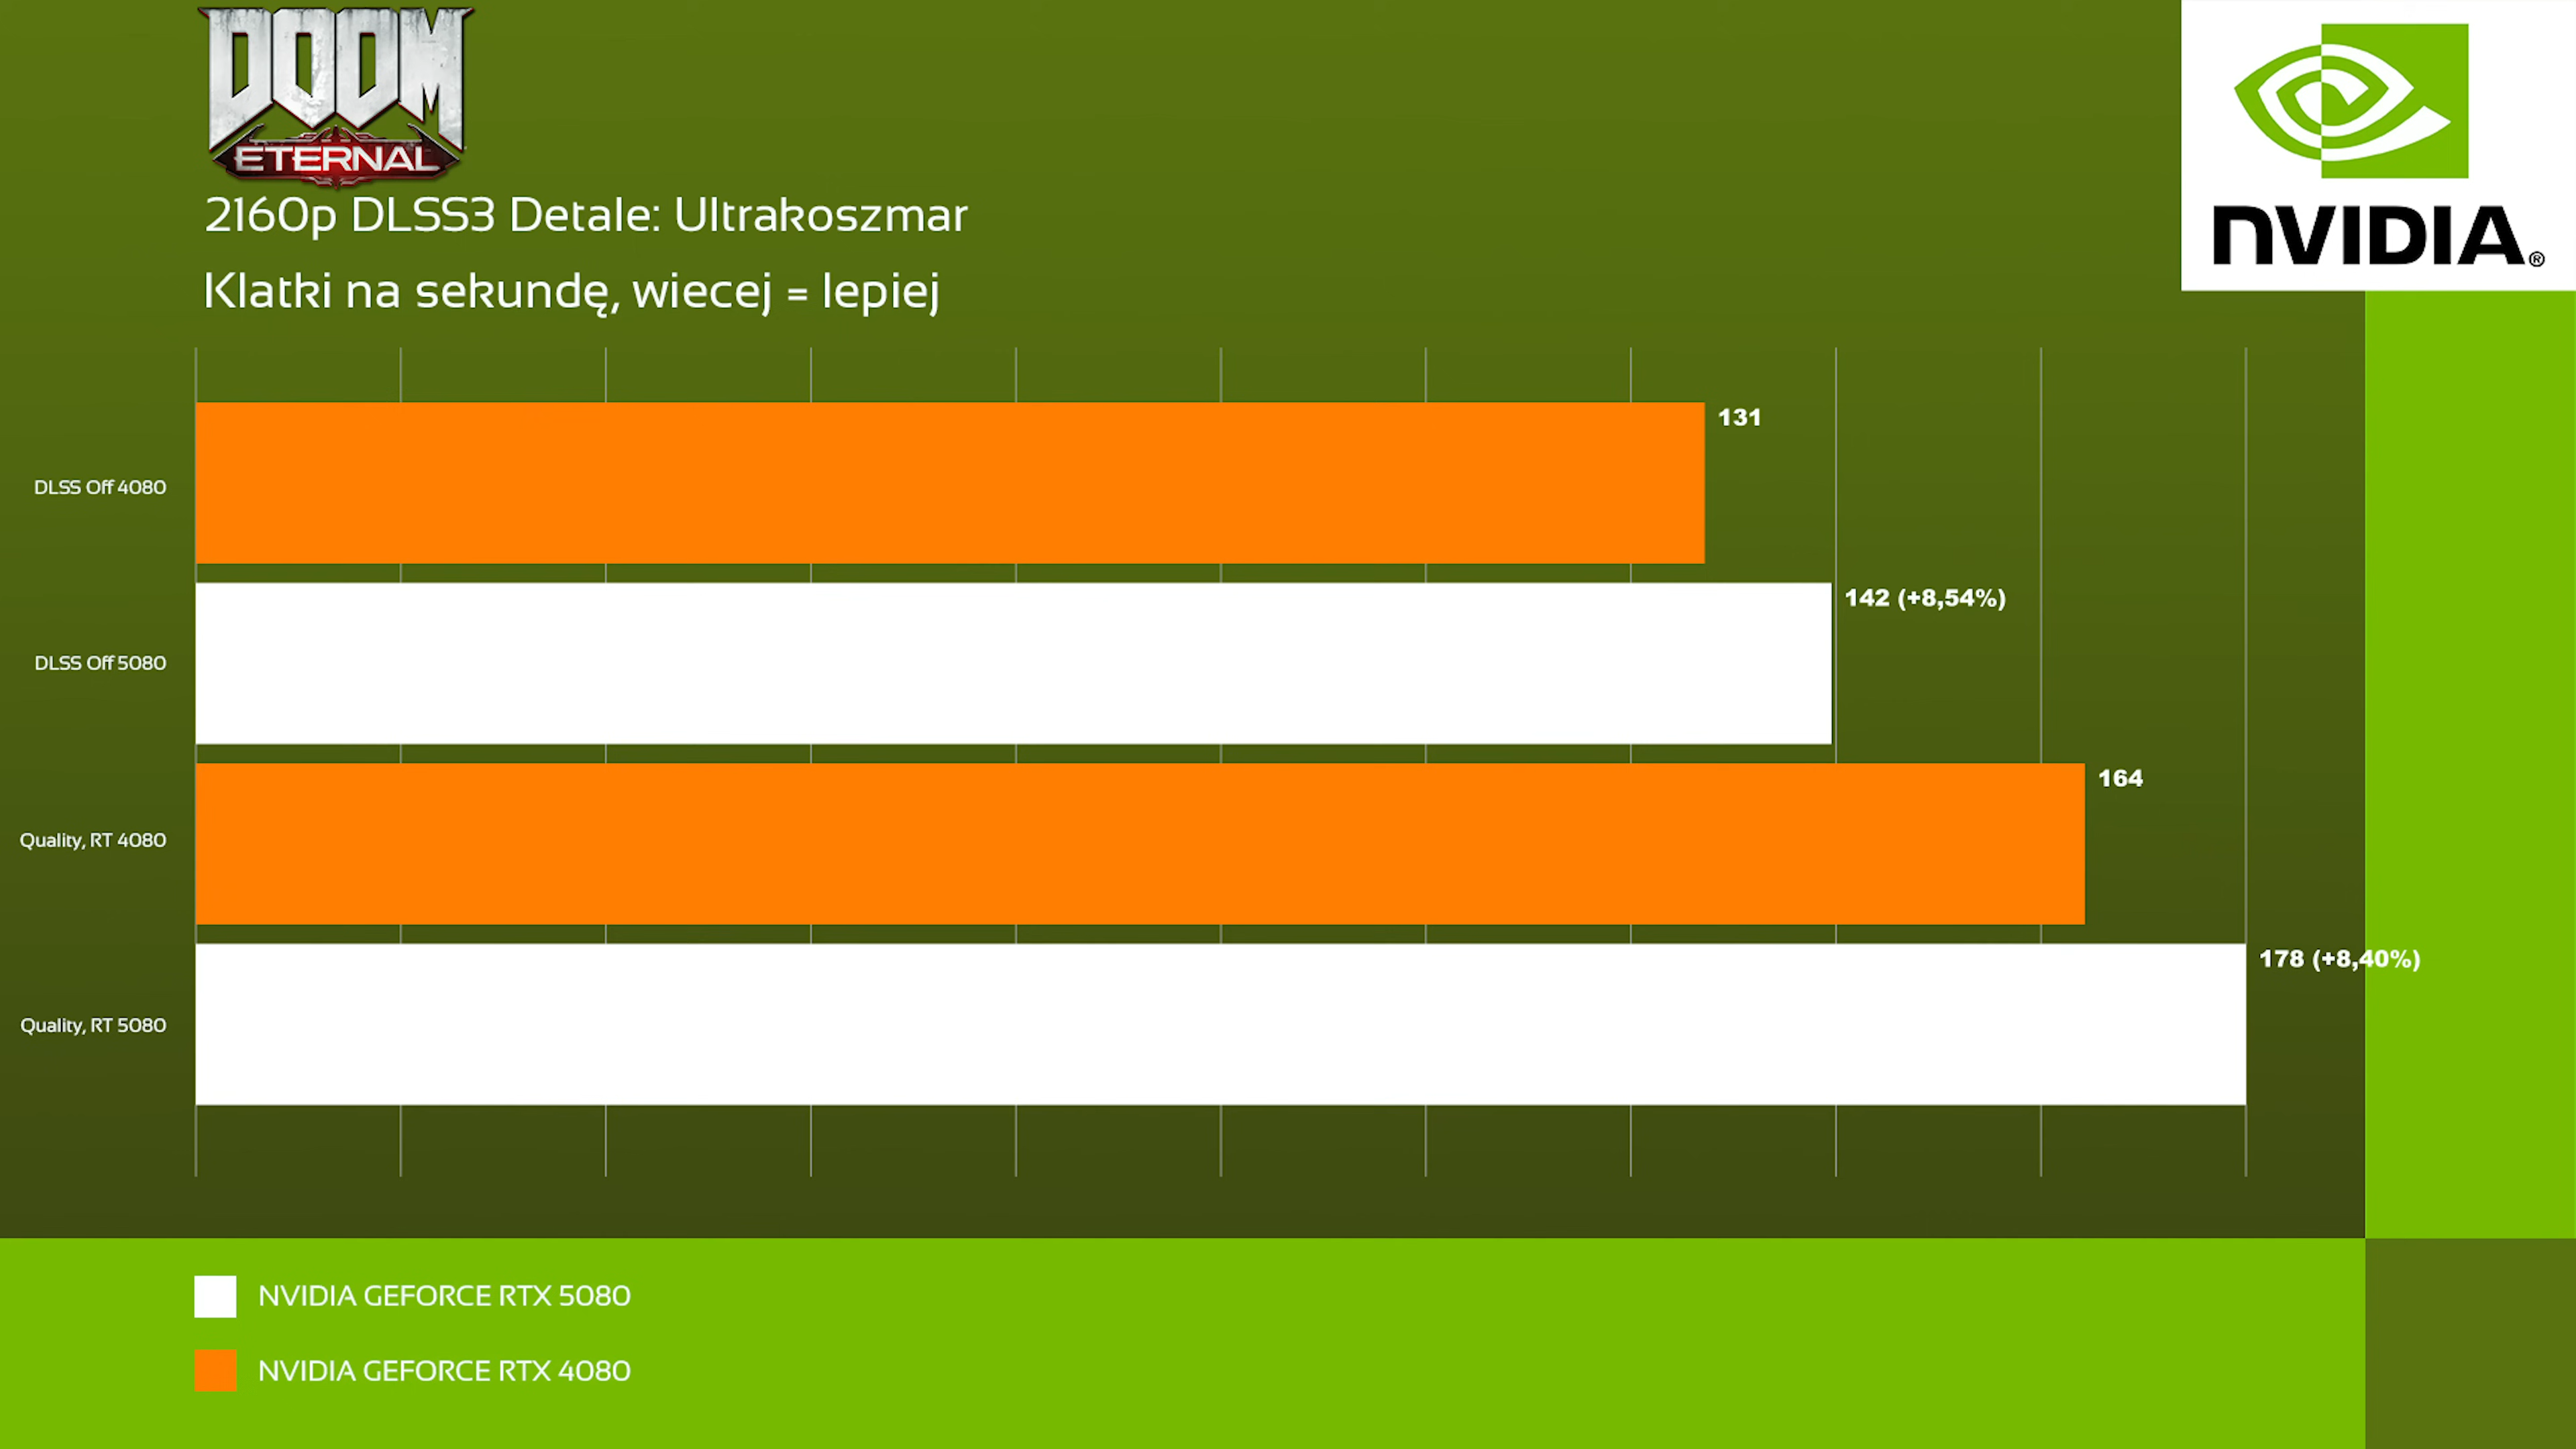 DOOM
ETERNAL
2160p DLSS3 Detale: Ultrakoszmar
Klatki na sekundę, wiecej = lepiej
NVIDIA®
DLSS Off 4080
131
DLSS Off 5080
142 (+8,54%)
Quality, RT 4080
164
Quality, RT 5080
178 (+8,40%)
NVIDIA GEFORCE RTX 5080
NVIDIA GEFORCE RTX 4080